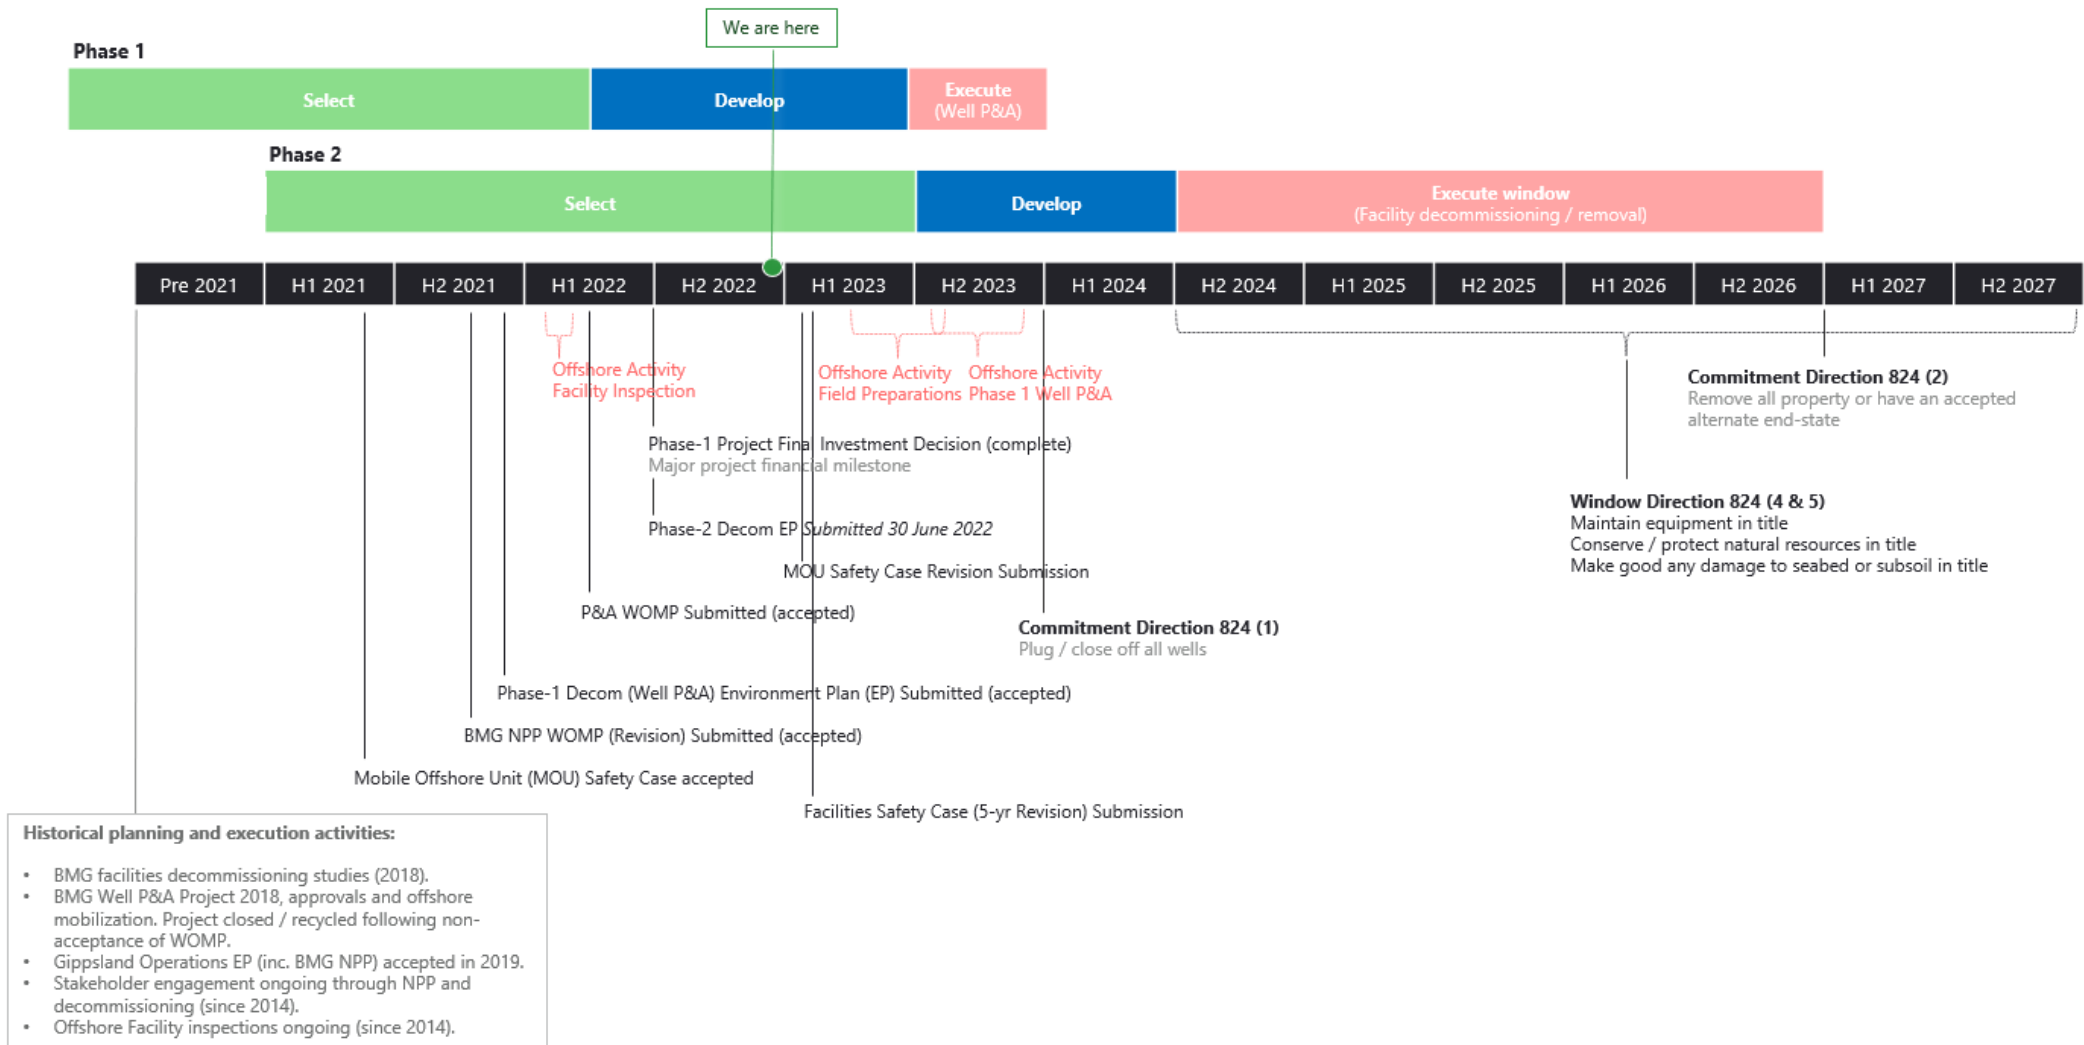 We are here
Phase 1
Select
Develop
Execute
(Well P&A)
Phase 2
Select
Develop
Execute window
(Facility decommissioning / removal)
Pre 2021
H1 2021
H2 2021
H1 2022
H2 2022
H1 2023
H2 2023
H1 2024
H2 2024
H1 2025
H2 2025
H1 2026
H2 2026
H1 2027
H2 2027
Offshore Activity
Facility Inspection
Offshore Activity
Field Preparations
Offshore Activity
Phase 1 Well P&A
Commitment Direction 824 (2)
Remove all property or have an accepted
alternate end-state
Phase-1 Project Final Investment Decision (complete)
Major project financial milestone
Window Direction 824 (4 & 5)
Maintain equipment in title
Conserve / protect natural resources in title
Make good any damage to seabed or subsoil in title
Phase-2 Decom EP Submitted 30 June 2022
MOU Safety Case Revision Submission
P&A WOMP Submitted (accepted)
Commitment Direction 824 (1)
Plug / close off all wells
Phase-1 Decom (Well P&A) Environment Plan (EP) Submitted (accepted)
BMG NPP WOMP (Revision) Submitted (accepted)
Mobile Offshore Unit (MOU) Safety Case accepted
Facilities Safety Case (5-yr Revision) Submission
Historical planning and execution activities:
• BMG facilities decommissioning studies (2018).
• BMG Well P&A Project 2018, approvals and offshore
mobilization. Project closed / recycled following non-
acceptance of WOMP.
• Gippsland Operations EP (inc. BMG NPP) accepted in 2019.
• Stakeholder engagement ongoing through NPP and
decommissioning (since 2014).
• Offshore Facility inspections ongoing (since 2014).